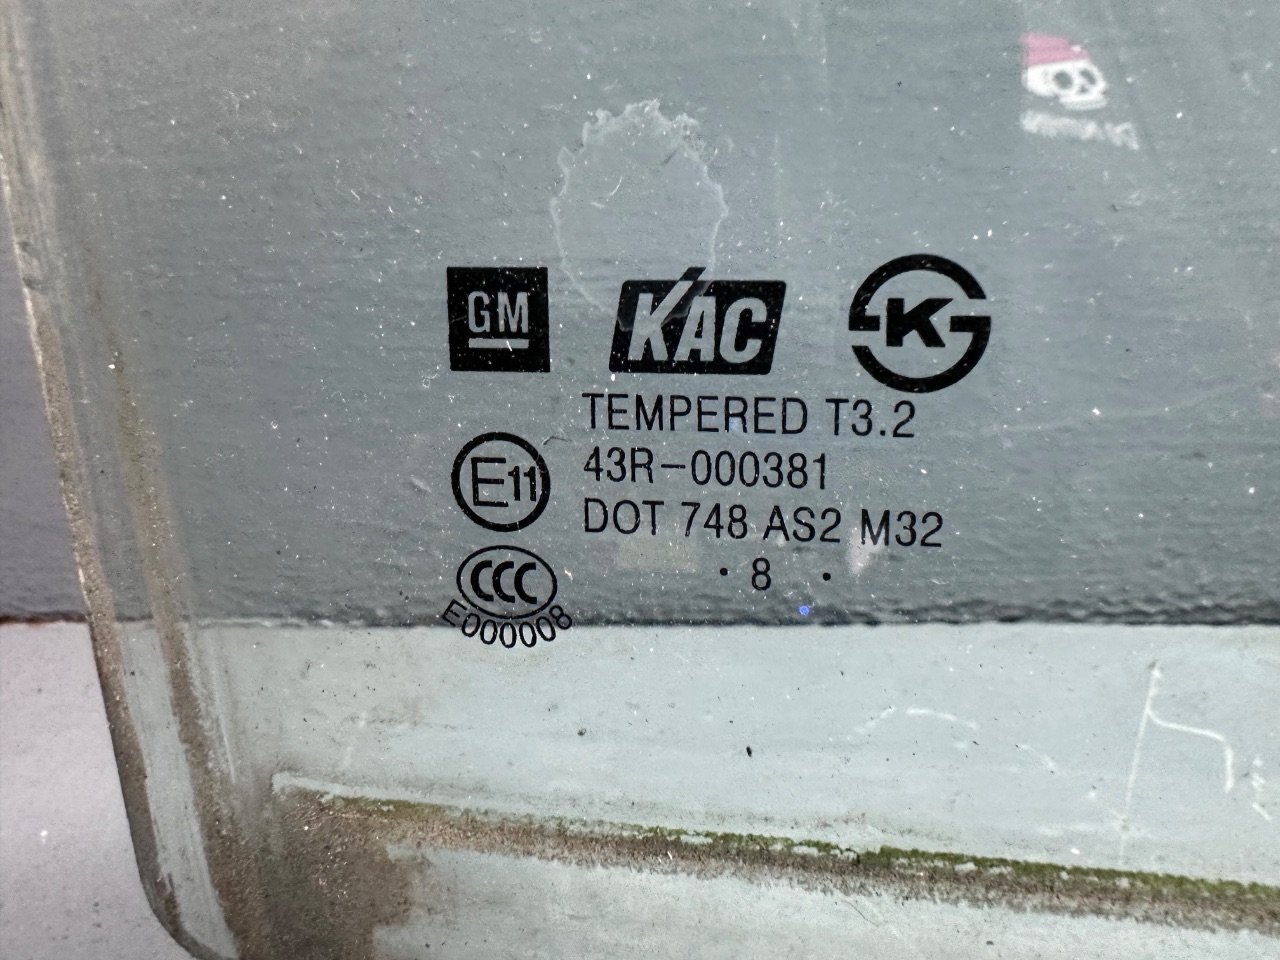 GM
KAC
K
TEMPERED T3.2
E11
43R-000381
DOT 748 AS2 M32
· 8 ·
CCC
E000008